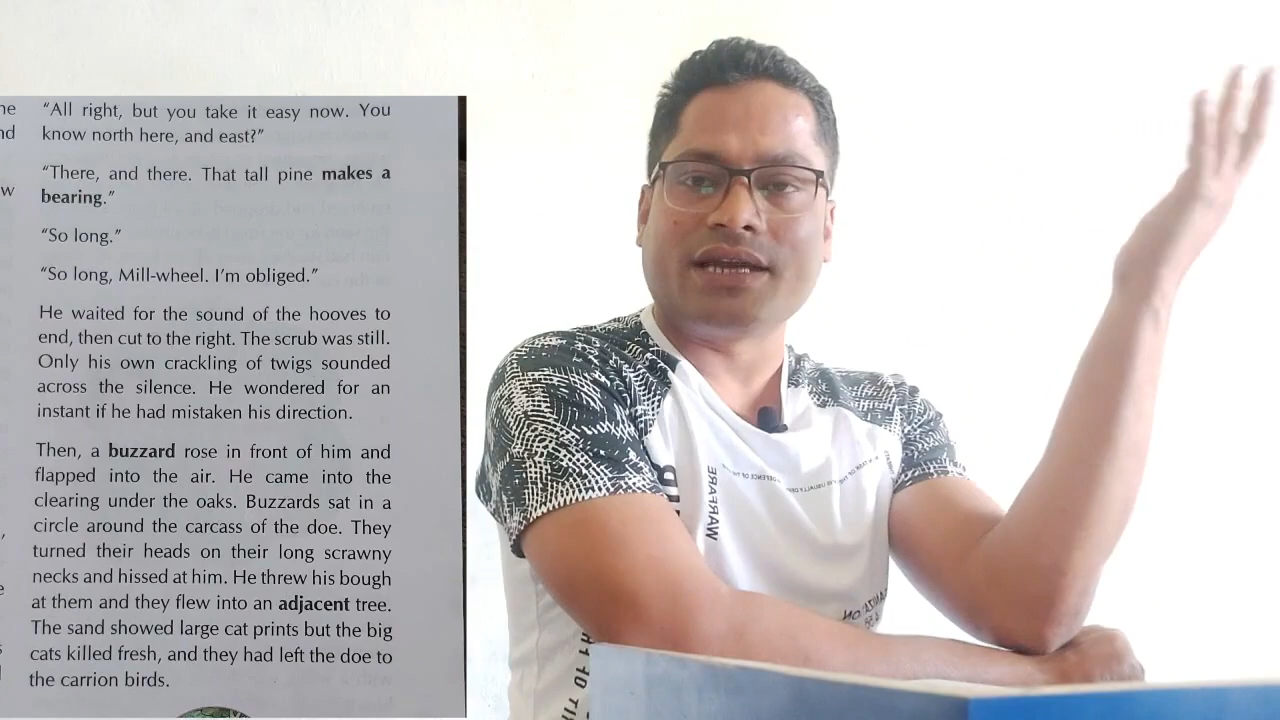 he
nd
w
"All right, but you take it easy now. You
know north here, and east?"
"There, and there. That tall pine makes a
bearing."
"So long."
"So long, Mill-wheel. I'm obliged."
He waited for the sound of the hooves to
end, then cut to the right. The scrub was still.
Only his own crackling of twigs sounded
across the silence. He wondered for an
instant if he had mistaken his direction.
Then, a buzzard rose in front of him and
flapped into the air. He came into the
clearing under the oaks. Buzzards sat in a
circle around the carcass of the doe. They
turned their heads on their long scrawny
necks and hissed at him. He threw his bough
at them and they flew into an adjacent tree.
The sand showed large cat prints but the big
cats killed fresh, and they had left the doe to
the carrion birds.
WARFARE